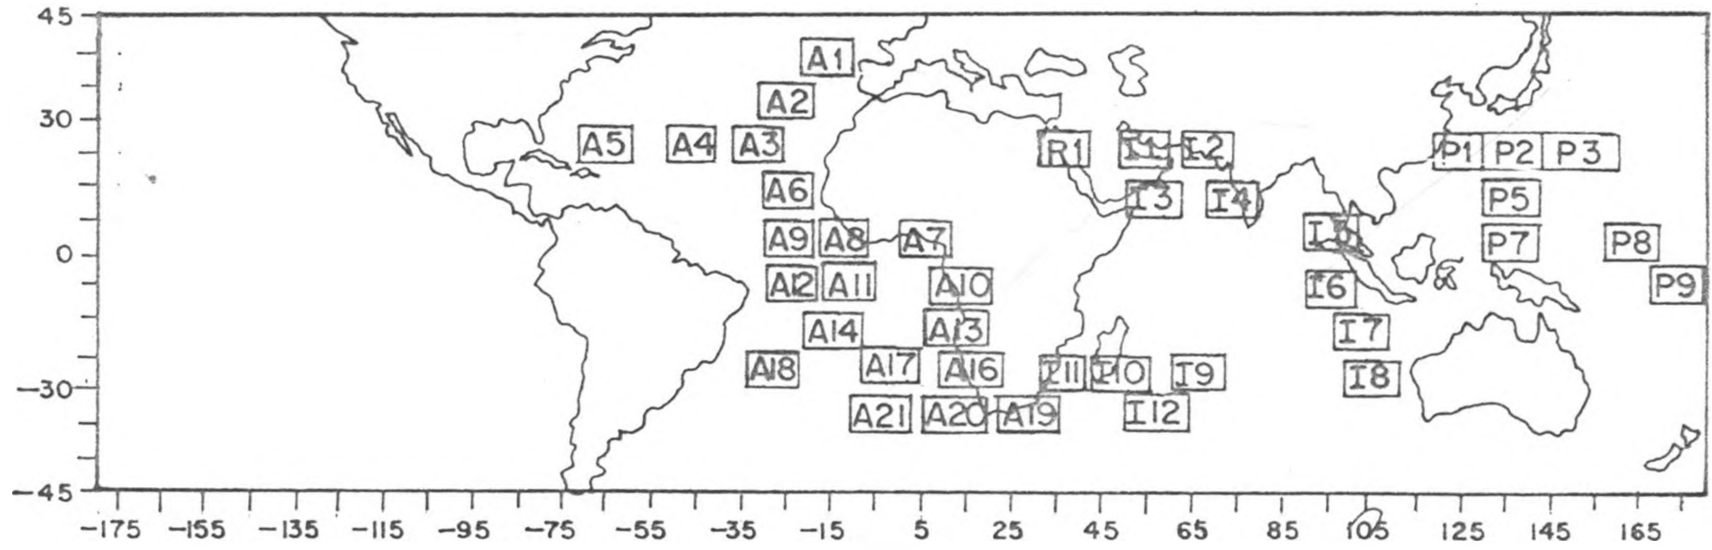 45
A1
A2
30
A5 A4 A3 R1 I1 I2 P1 P2 P3
A6 I3 I4 P5
A9 A8 A7 P7 P8
0
A12 A11 A10 I6 P9
A14 A13 I7
A18 A17 A16 I11 I10 I9 I8
-30
A21 A20 A19 I12
-45
-175 -155 -135 -115 -95 -75 -55 -35 -15 5 25 45 65 85 105 125 145 165